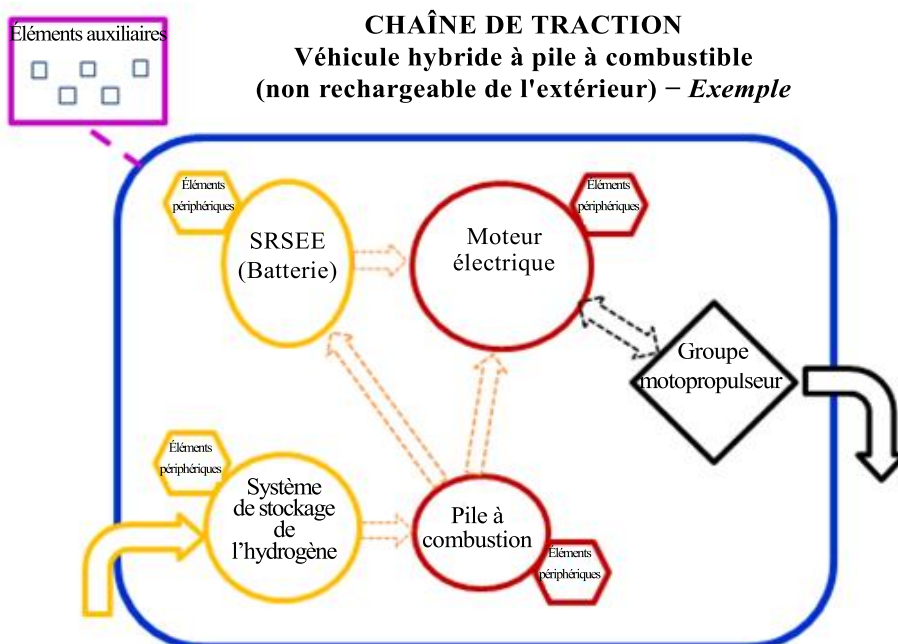 CHAÎNE DE TRACTION
Véhicule hybride à pile à combustible
(non rechargeable de l'extérieur) − Exemple
Éléments auxiliaires
Éléments
périphériques
SRSEE
(Batterie)
Moteur
électrique
Éléments
périphériques
Groupe
motopropulseur
Éléments
périphériques
Système
de stockage
de
l’hydrogène
Pile à
combustion
Éléments
périphériques